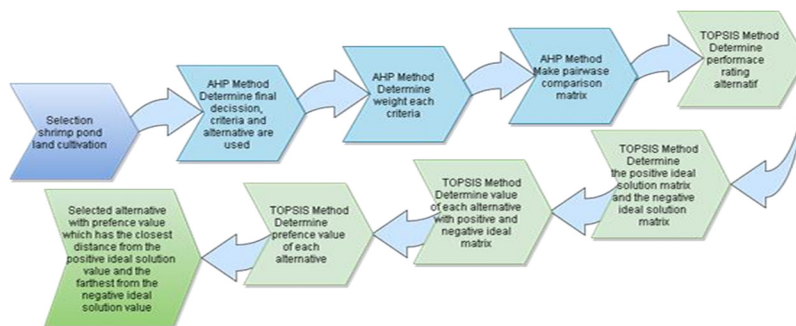 Selection
shrimp pond
land cultivation
AHP Method
Determine final
decission,
criteria and
alternative are
used
AHP Method
Determine
weight each
criteria
AHP Method
Make pairwase
comparison
matrix
TOPSIS Method
Determine
performace
rating
alternatif
TOPSIS Method
Determine
the positive ideal
solution matrix
and the negative
ideal solution
matrix
TOPSIS Method
Determine value
of each alternative
with positive and
negative ideal
matrix
TOPSIS Method
Determine
prefence value
of each
alternative
Selected alternative
with prefence value
which has the closest
distance from the
positive ideal solution
value and the
farthest from the
negative ideal
solution value